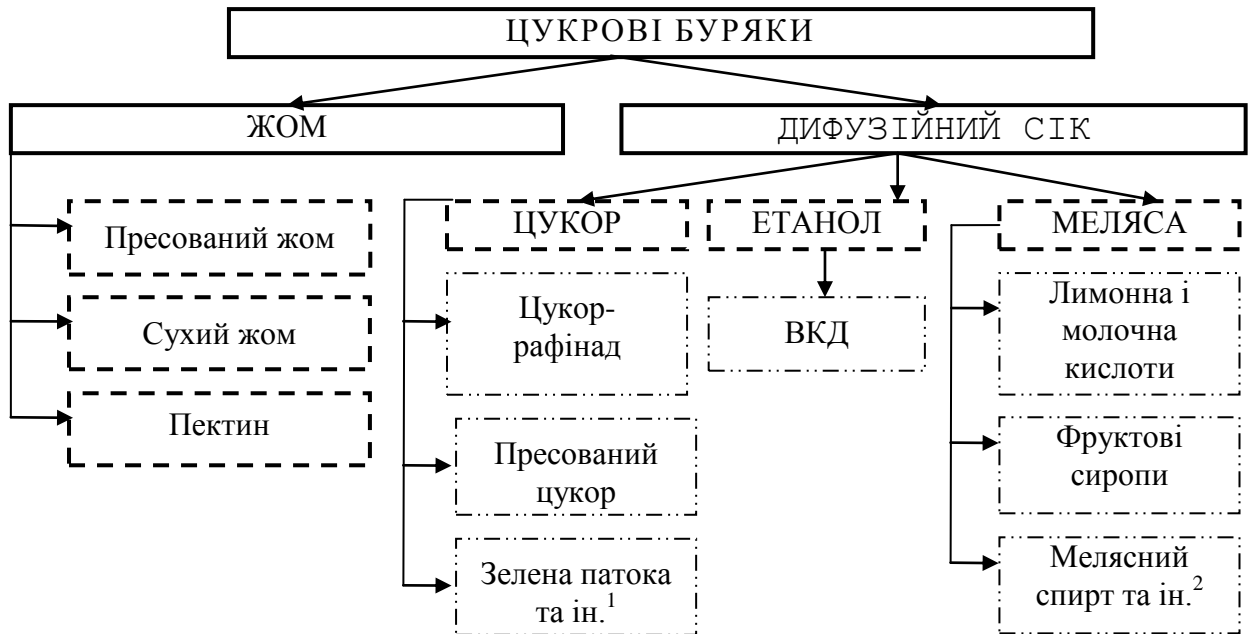 ЦУКРОВІ БУРЯКИ
ЖОМ
ДИФУЗІЙНИЙ СІК
Пресований жом
Сухий жом
Пектин
ЦУКОР
Цукор-
рафінад
Пресований
цукор
Зелена патока
та ін.1
ЕТАНОЛ
ВКД
МЕЛЯСА
Лимонна і
молочна
кислоти
Фруктові
сиропи
Мелясний
спирт та ін.2